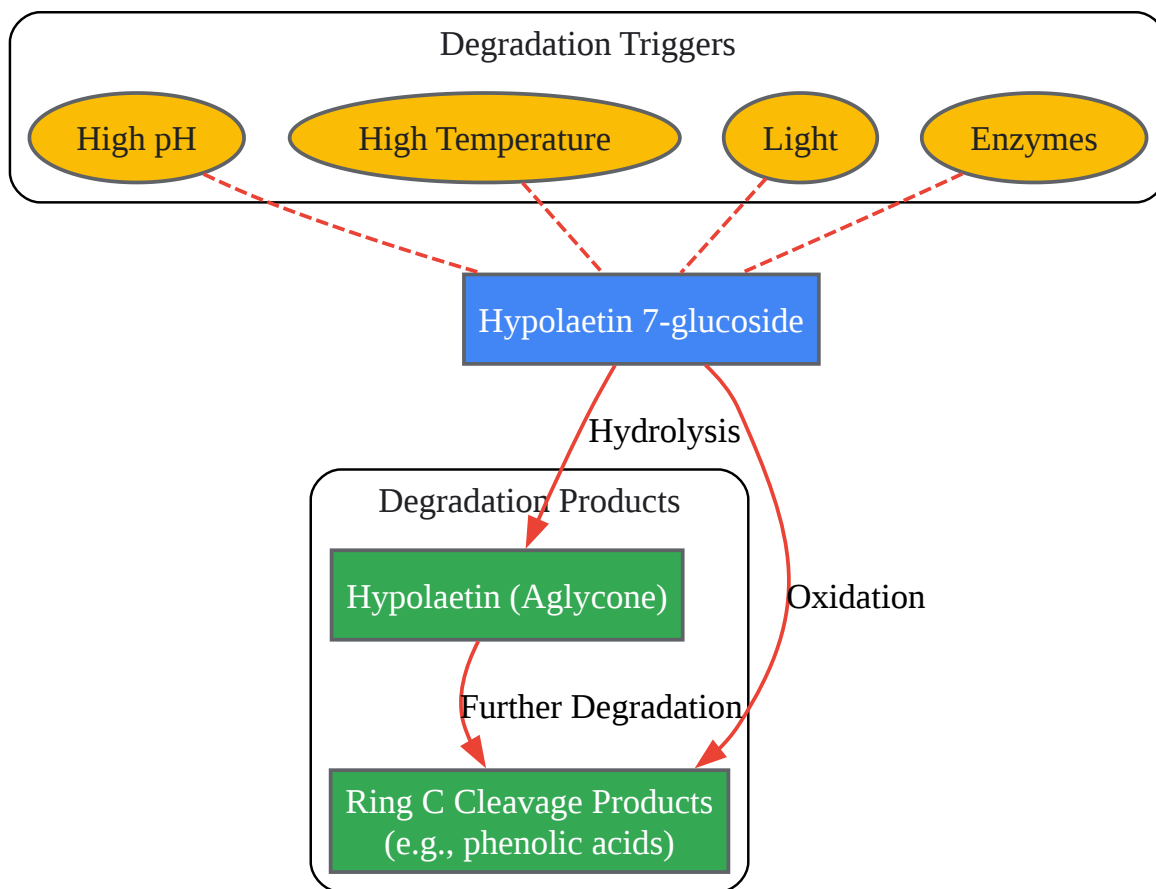 Degradation Triggers
High pH
High Temperature
Light
Enzymes
Hypolaetin 7-glucoside
Hydrolysis
Degradation Products
Hypolaetin (Aglycone)
Oxidation
Further Degradation
Ring C Cleavage Products
(e.g., phenolic acids)